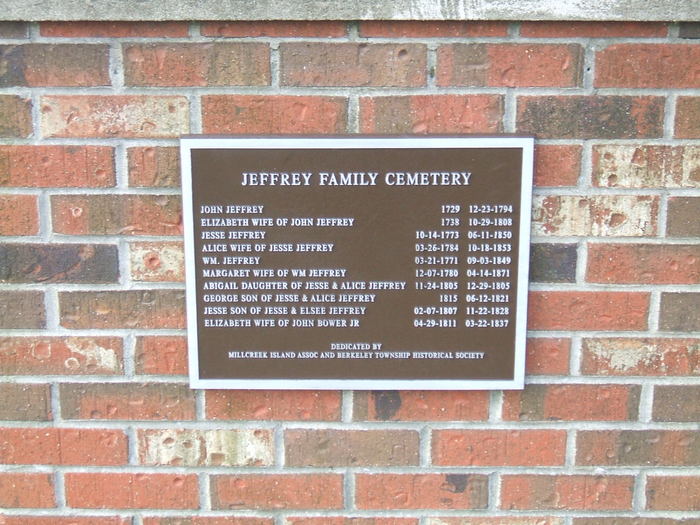 JEFFREY FAMILY CEMETERY
JOHN JEFFREY 1729 12-23-1794
ELIZABETH WIFE OF JOHN JEFFREY 1738 10-29-1808
JESSE JEFFREY 10-14-1773 06-11-1850
ALICE WIFE OF JESSE JEFFREY 03-26-1784 10-18-1853
WM. JEFFREY 03-21-1771 09-03-1849
MARGARET WIFE OF WM JEFFREY 12-07-1780 04-14-1871
ABIGAIL DAUGHTER OF JESSE & ALICE JEFFREY 11-24-1805 12-29-1805
GEORGE SON OF JESSE & ALICE JEFFREY 1815 06-12-1821
JESSE SON OF JESSE & ELSEE JEFFREY 02-07-1807 11-22-1828
ELIZABETH WIFE OF JOHN BOWER JR 04-29-1811 03-22-1837
DEDICATED BY
MILLCREEK ISLAND ASSOC AND BERKELEY TOWNSHIP HISTORICAL SOCIETY